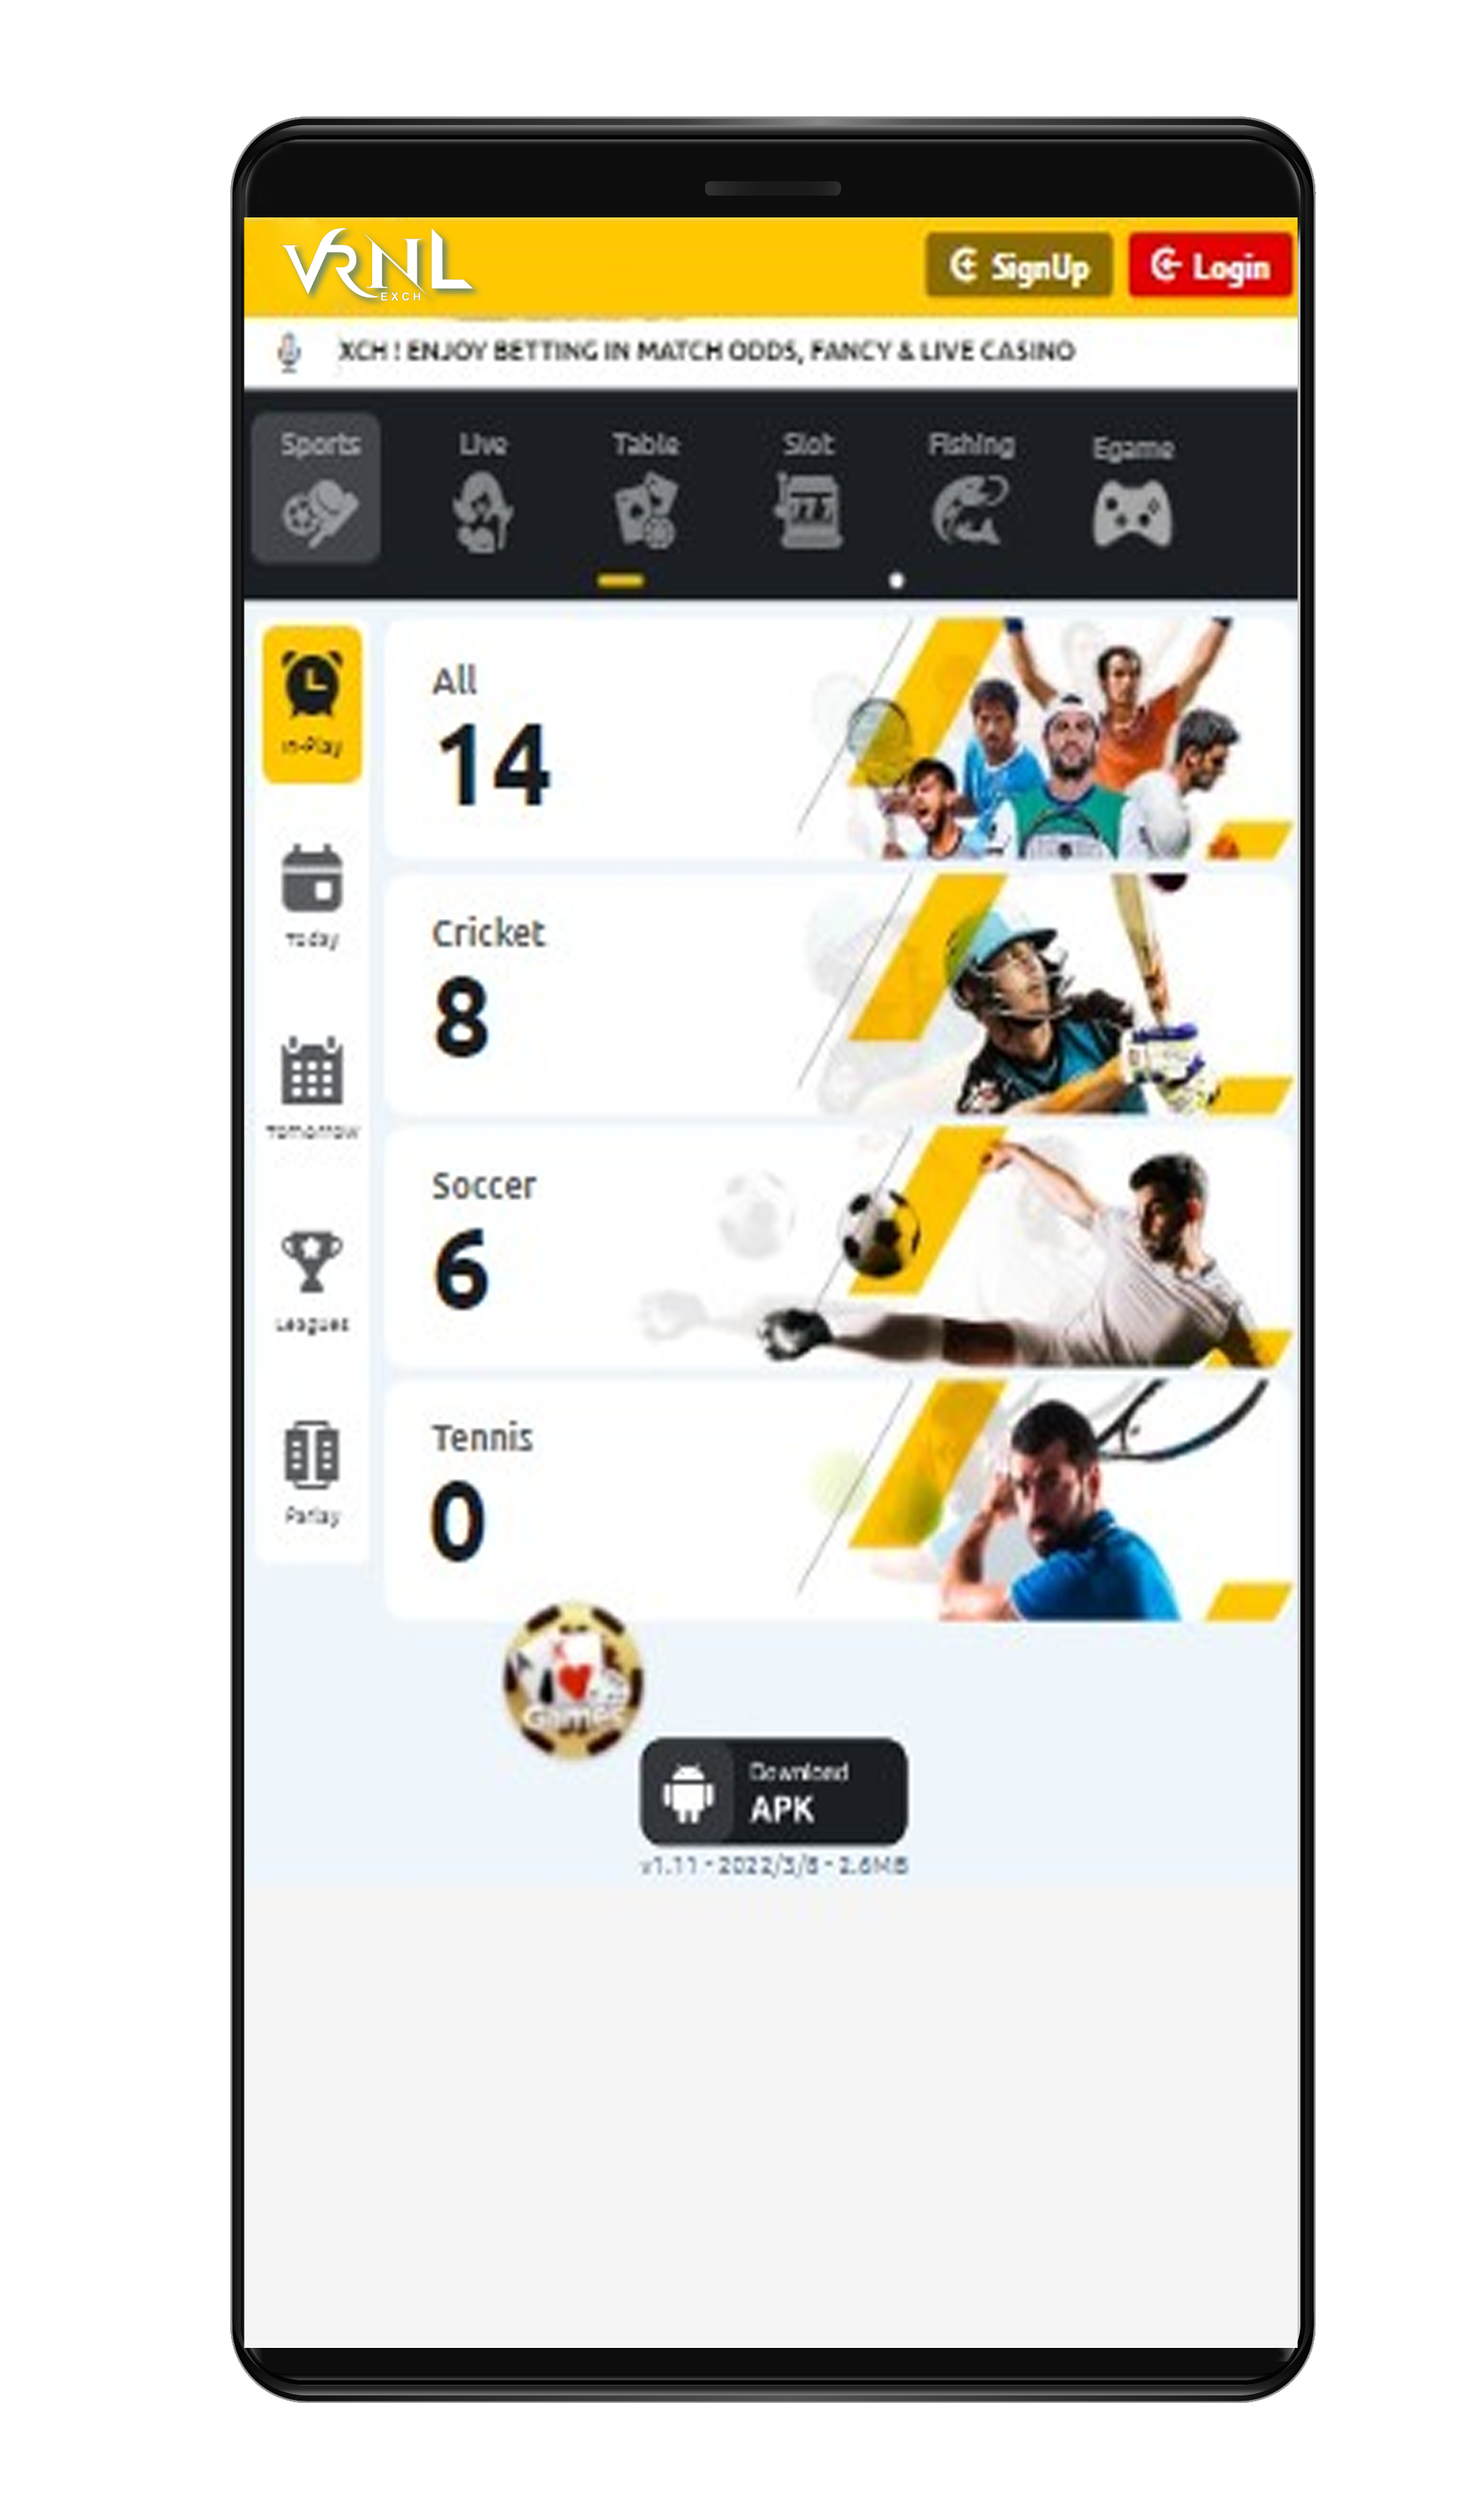 VRNL
EXCH
SignUp
Login
XCH ! ENJOY BETTING IN MATCH ODDS, FANCY & LIVE CASINO
Sports
Live
Table
Slot
Fishing
Egame
In-Play
Today
Tomorrow
Leagues
Parlay
All
14
Cricket
8
Soccer
6
Tennis
0
777
Games
Download
APK
v1.11 - 2022/3/8 - 2.6MB